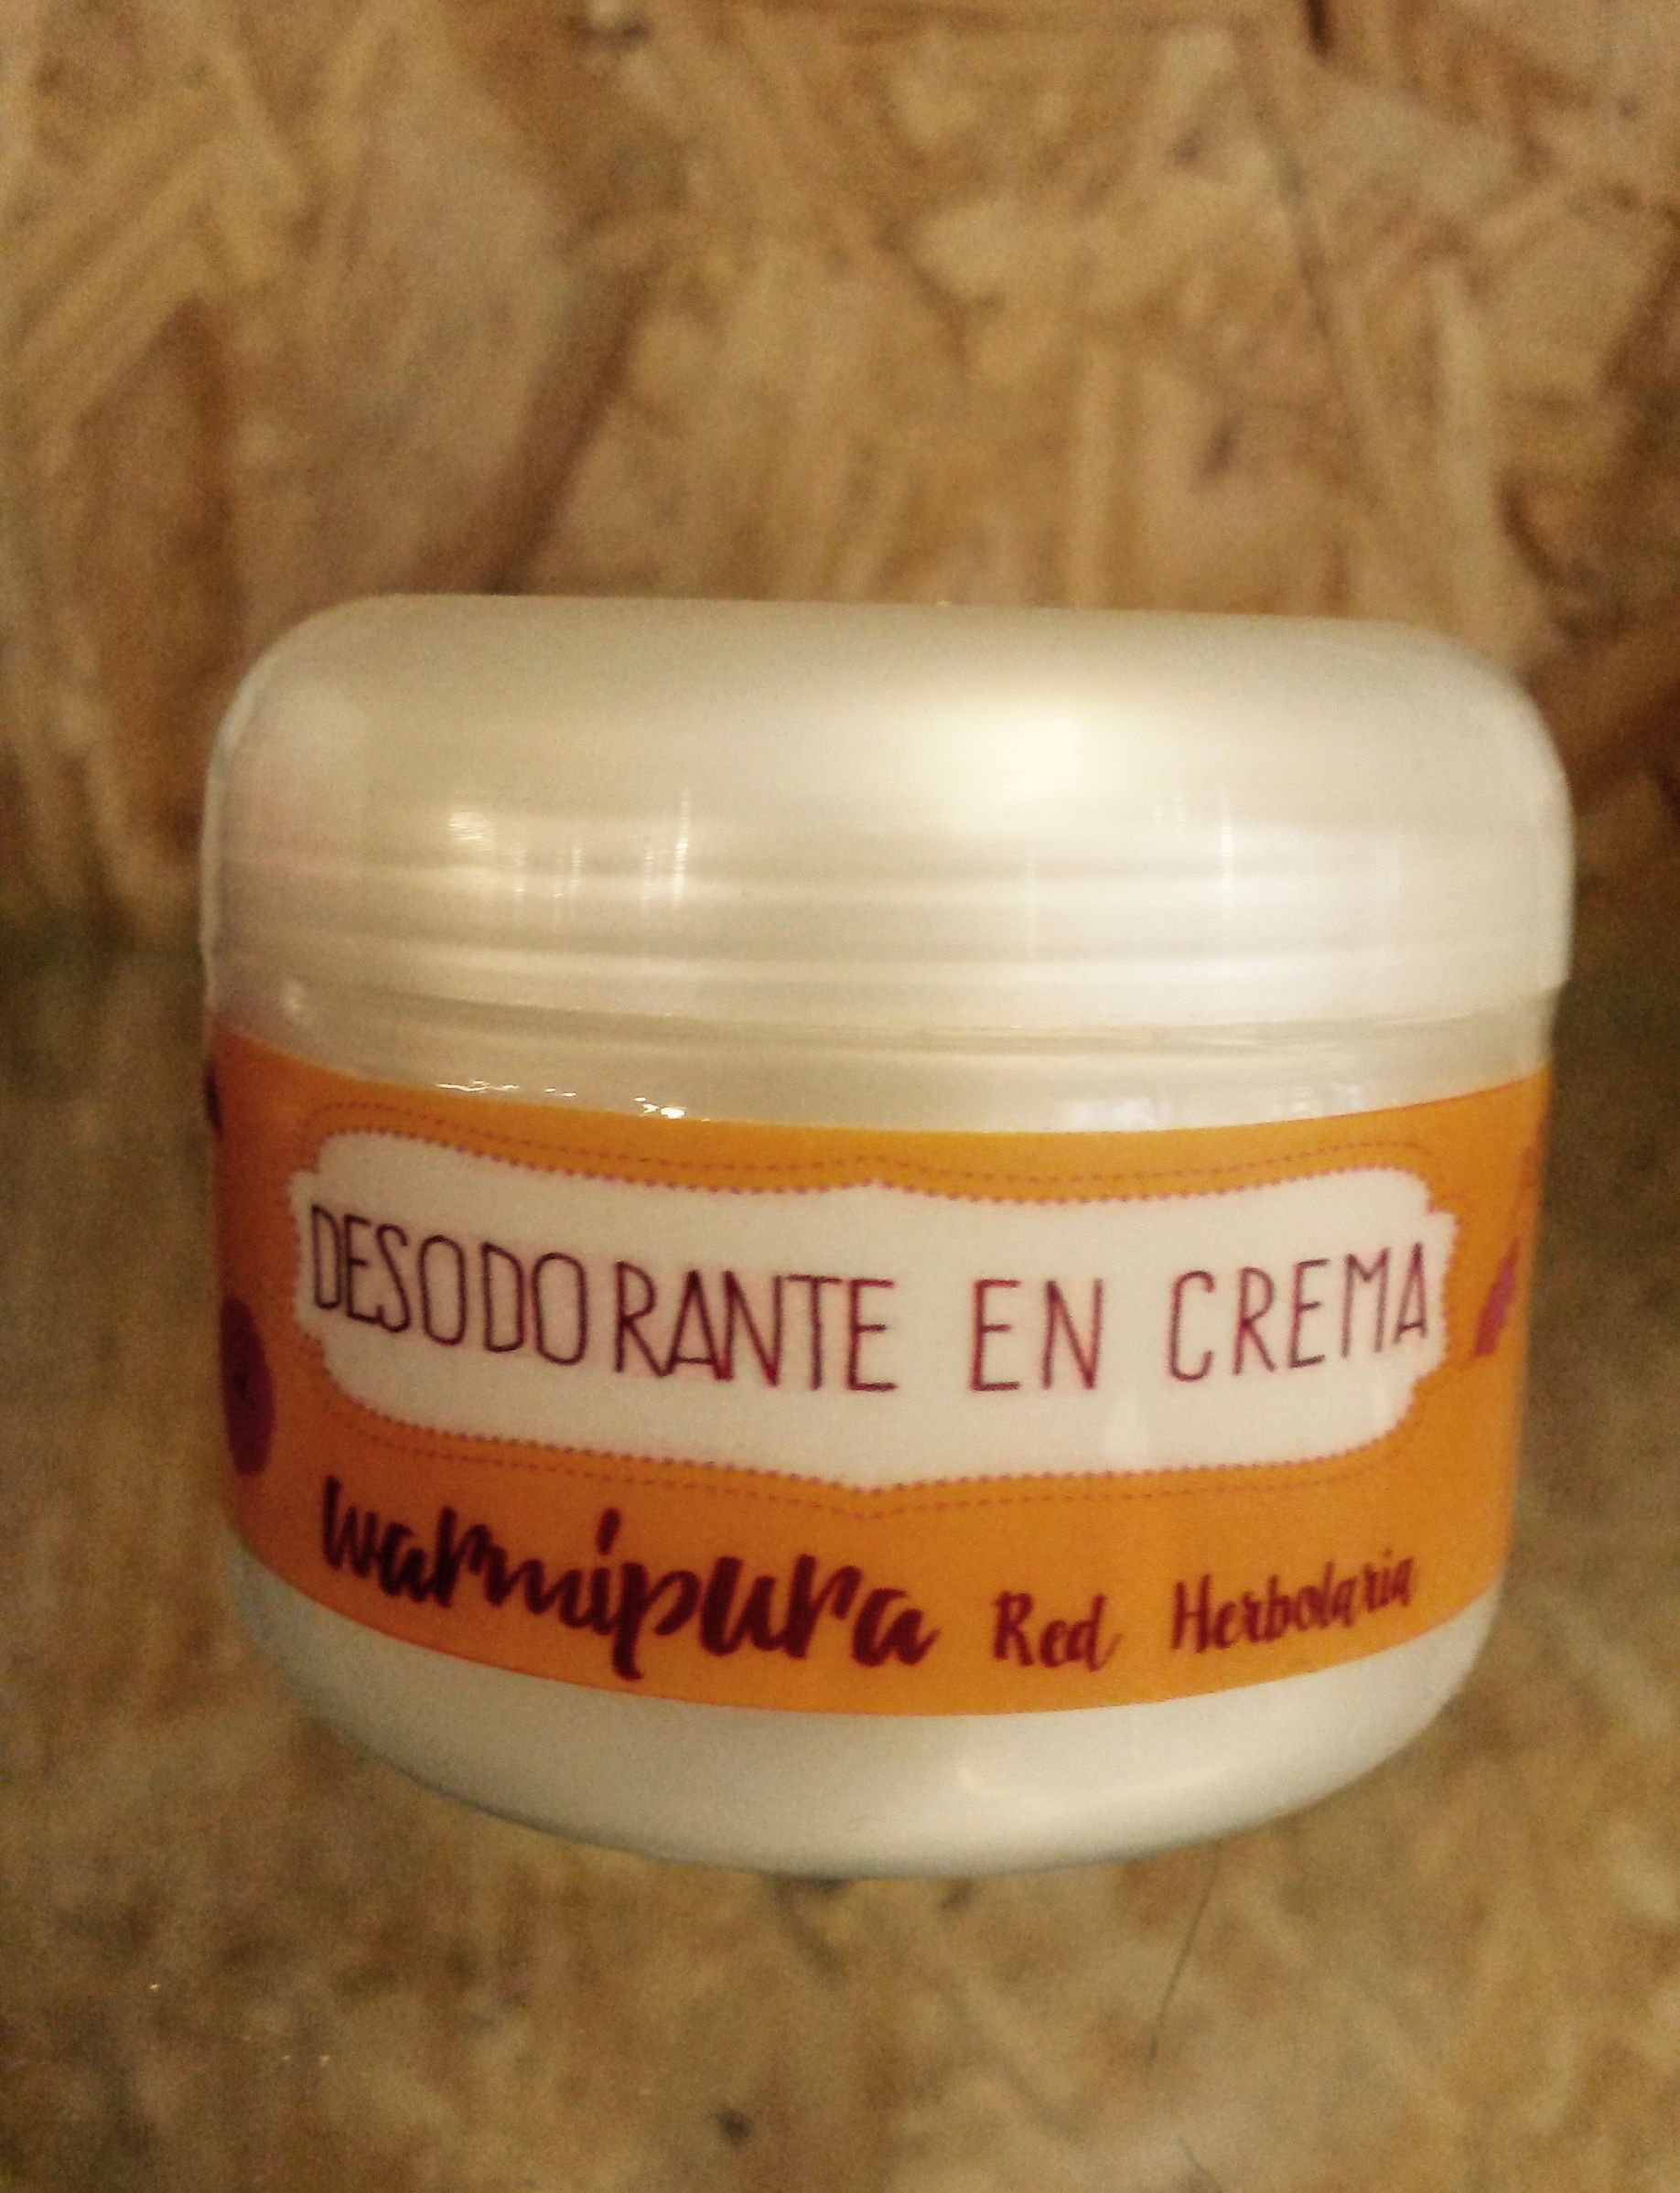 DESODORANTE EN CREMA
warmipura Red Herbolaria